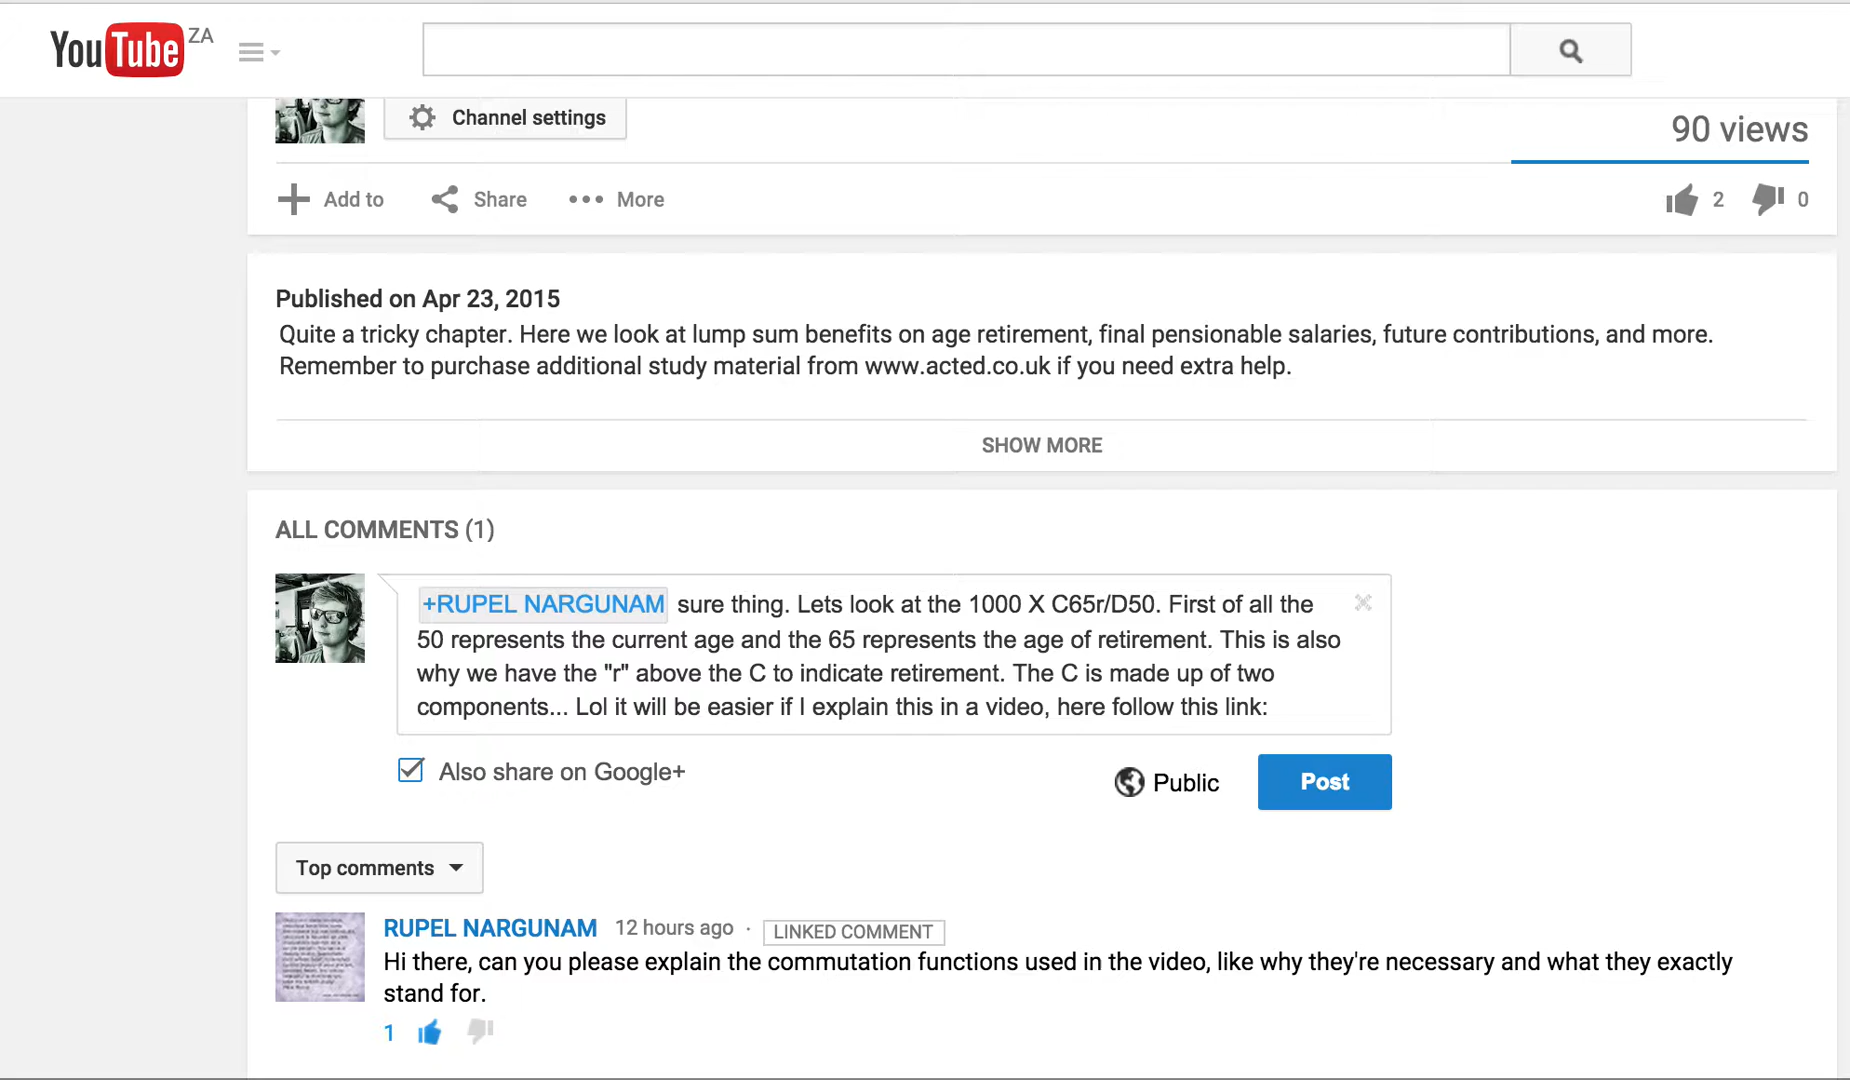 YouTube ZA
Channel settings
90 views
Add to Share More
2 0
Published on Apr 23, 2015
Quite a tricky chapter. Here we look at lump sum benefits on age retirement, final pensionable salaries, future contributions, and more.
Remember to purchase additional study material from www.acted.co.uk if you need extra help.
SHOW MORE
ALL COMMENTS (1)
+RUPEL NARGUNAM sure thing. Lets look at the 1000 X C65r/D50. First of all the
50 represents the current age and the 65 represents the age of retirement. This is also
why we have the "r" above the C to indicate retirement. The C is made up of two
components... Lol it will be easier if I explain this in a video, here follow this link:
Also share on Google+
Public Post
Top comments
RUPEL NARGUNAM 12 hours ago · LINKED COMMENT
Hi there, can you please explain the commutation functions used in the video, like why they're necessary and what they exactly
stand for.
1